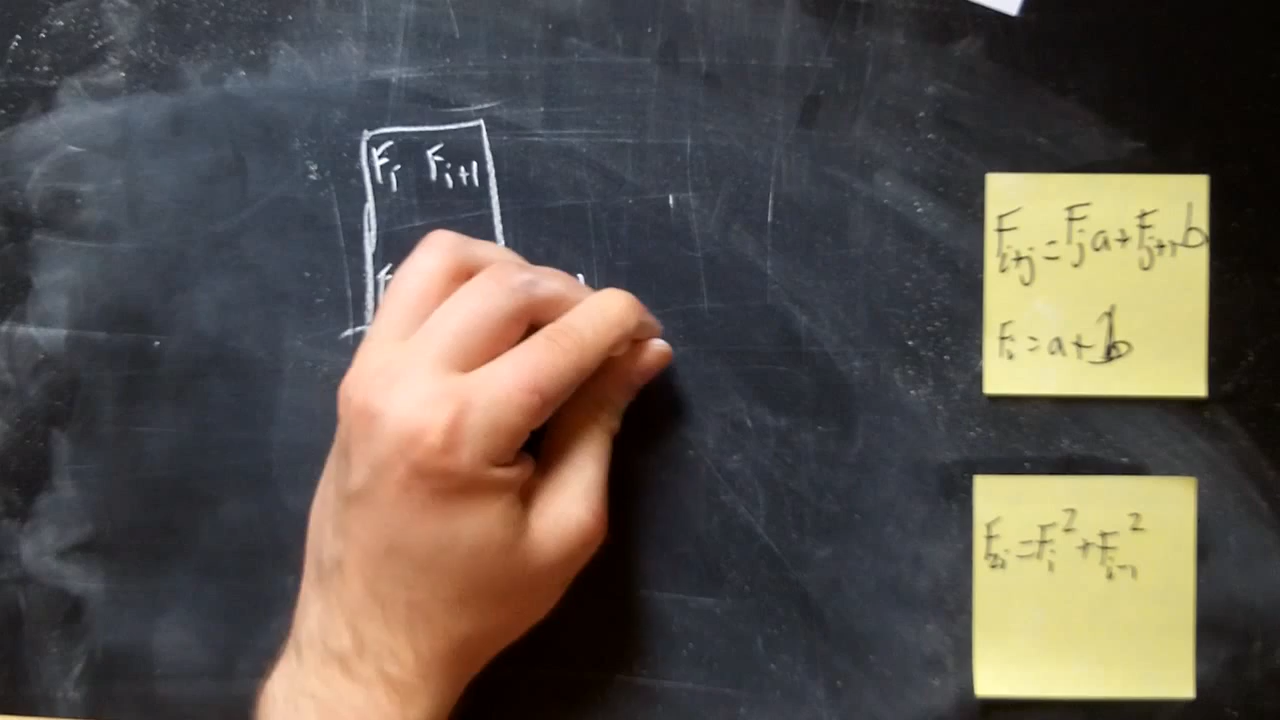 F_i F_{i+1}
F_{i+j} = F_j a + F_{j+1} b
F_i = a + b
F_{2i} = F_i^2 + F_{i-1}^2